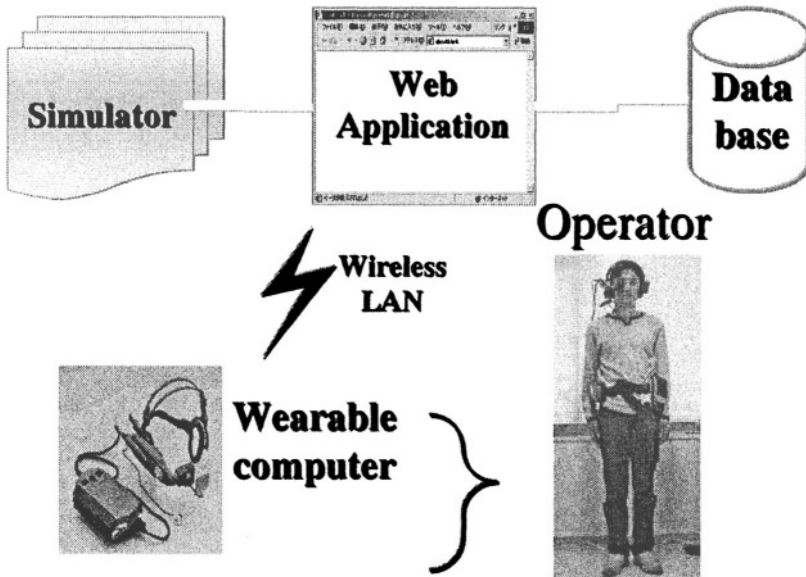 Simulator
Web
Application
Data
base
Operator
Wireless
LAN
Wearable
computer